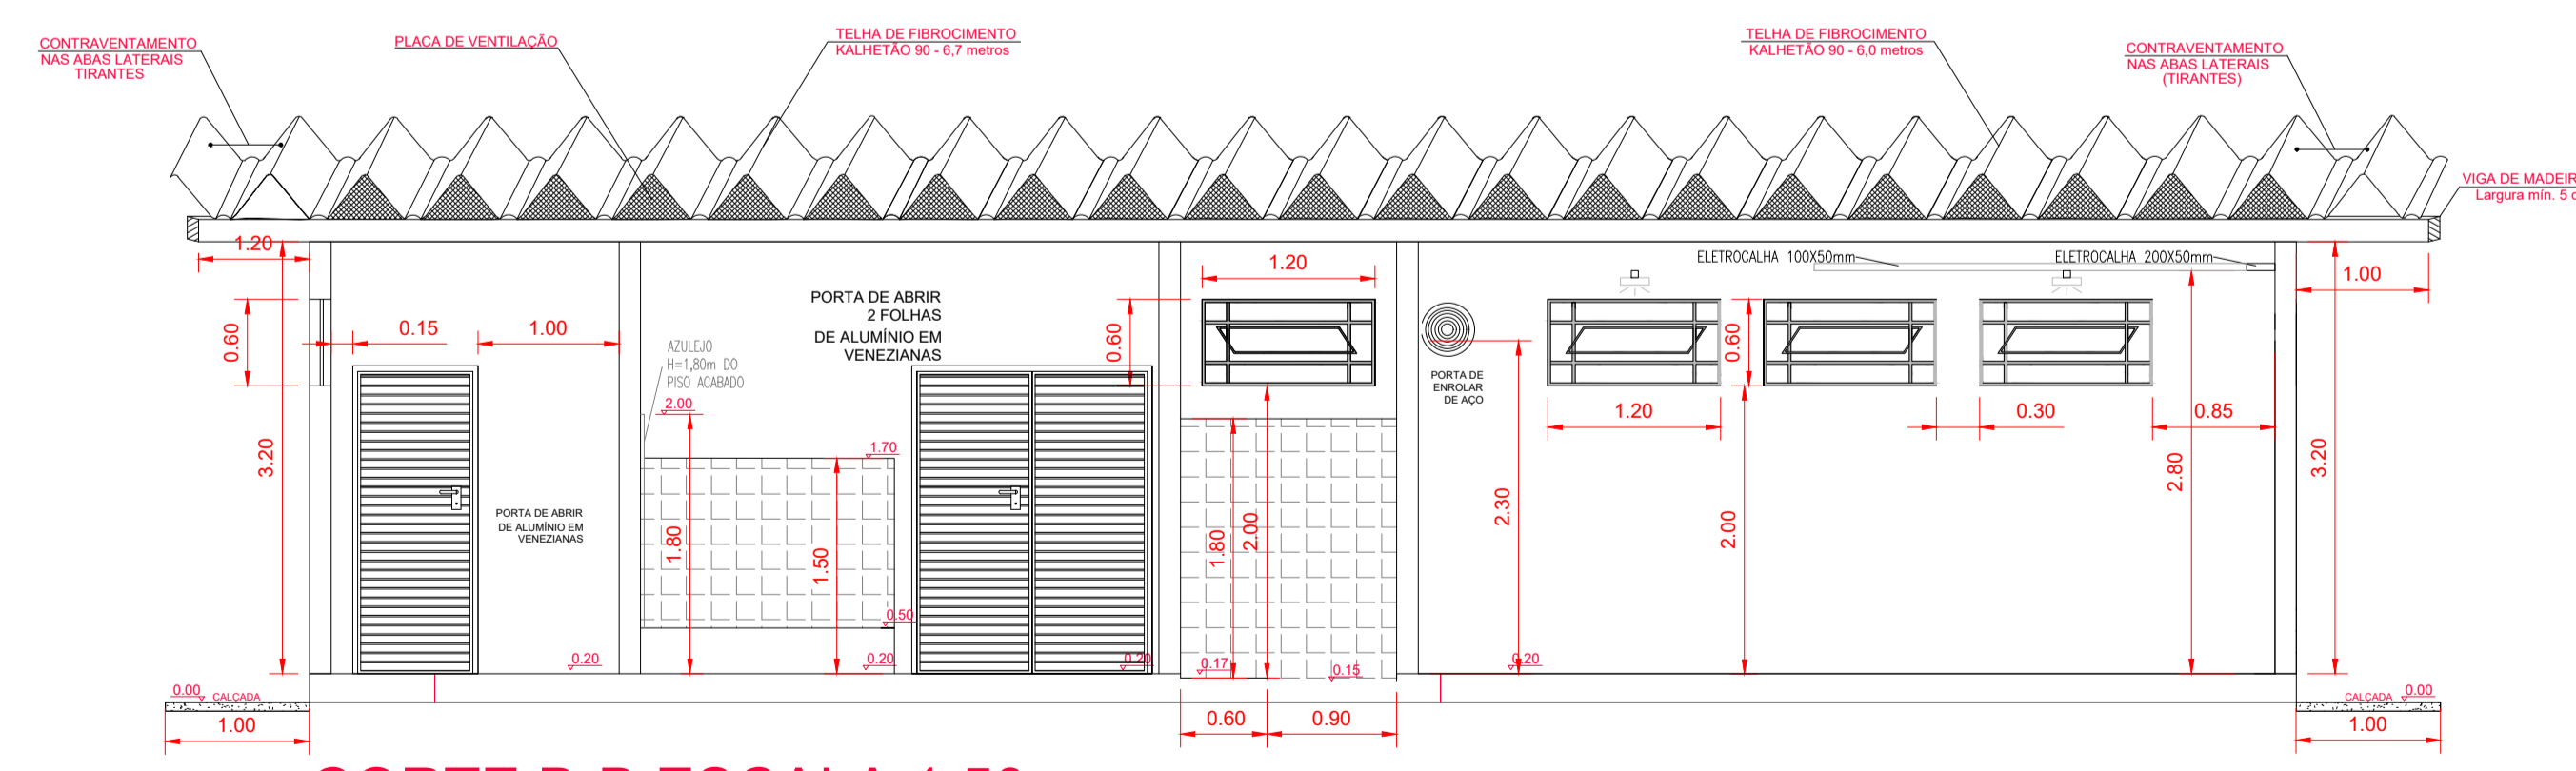 CONTRAVENTAMENTO
NAS ABAS LATERAIS
TIRANTES
PLACA DE VENTILAÇÃO
TELHA DE FIBROCIMENTO
KALHETÃO 90 - 6,7 metros
TELHA DE FIBROCIMENTO
KALHETÃO 90 - 6,0 metros
CONTRAVENTAMENTO
NAS ABAS LATERAIS
(TIRANTES)
VIGA DE MADEIR
Largura mín. 5
1.20
3.20
0.60
0.15
1.00
PORTA DE ABRIR
DE ALUMÍNIO EM
VENEZIANAS
0.20
AZULEJO
H=1,80m DO
PISO ACABADO
2.00
1.80
PORTA DE ABRIR
2 FOLHAS
DE ALUMÍNIO EM
VENEZIANAS
1.70
1.50
0.50
0.20
0.20
0.60
1.20
1.80
2.00
0.17
0.15
0.60
0.90
PORTA DE
ENROLAR
DE AÇO
2.30
0.20
ELETROCALHA 100X50mm
ELETROCALHA 200X50mm
1.20
0.60
2.00
0.30
0.85
2.80
3.20
1.00
0.00
CALÇADA
1.00
CALÇADA
0.00
1.00